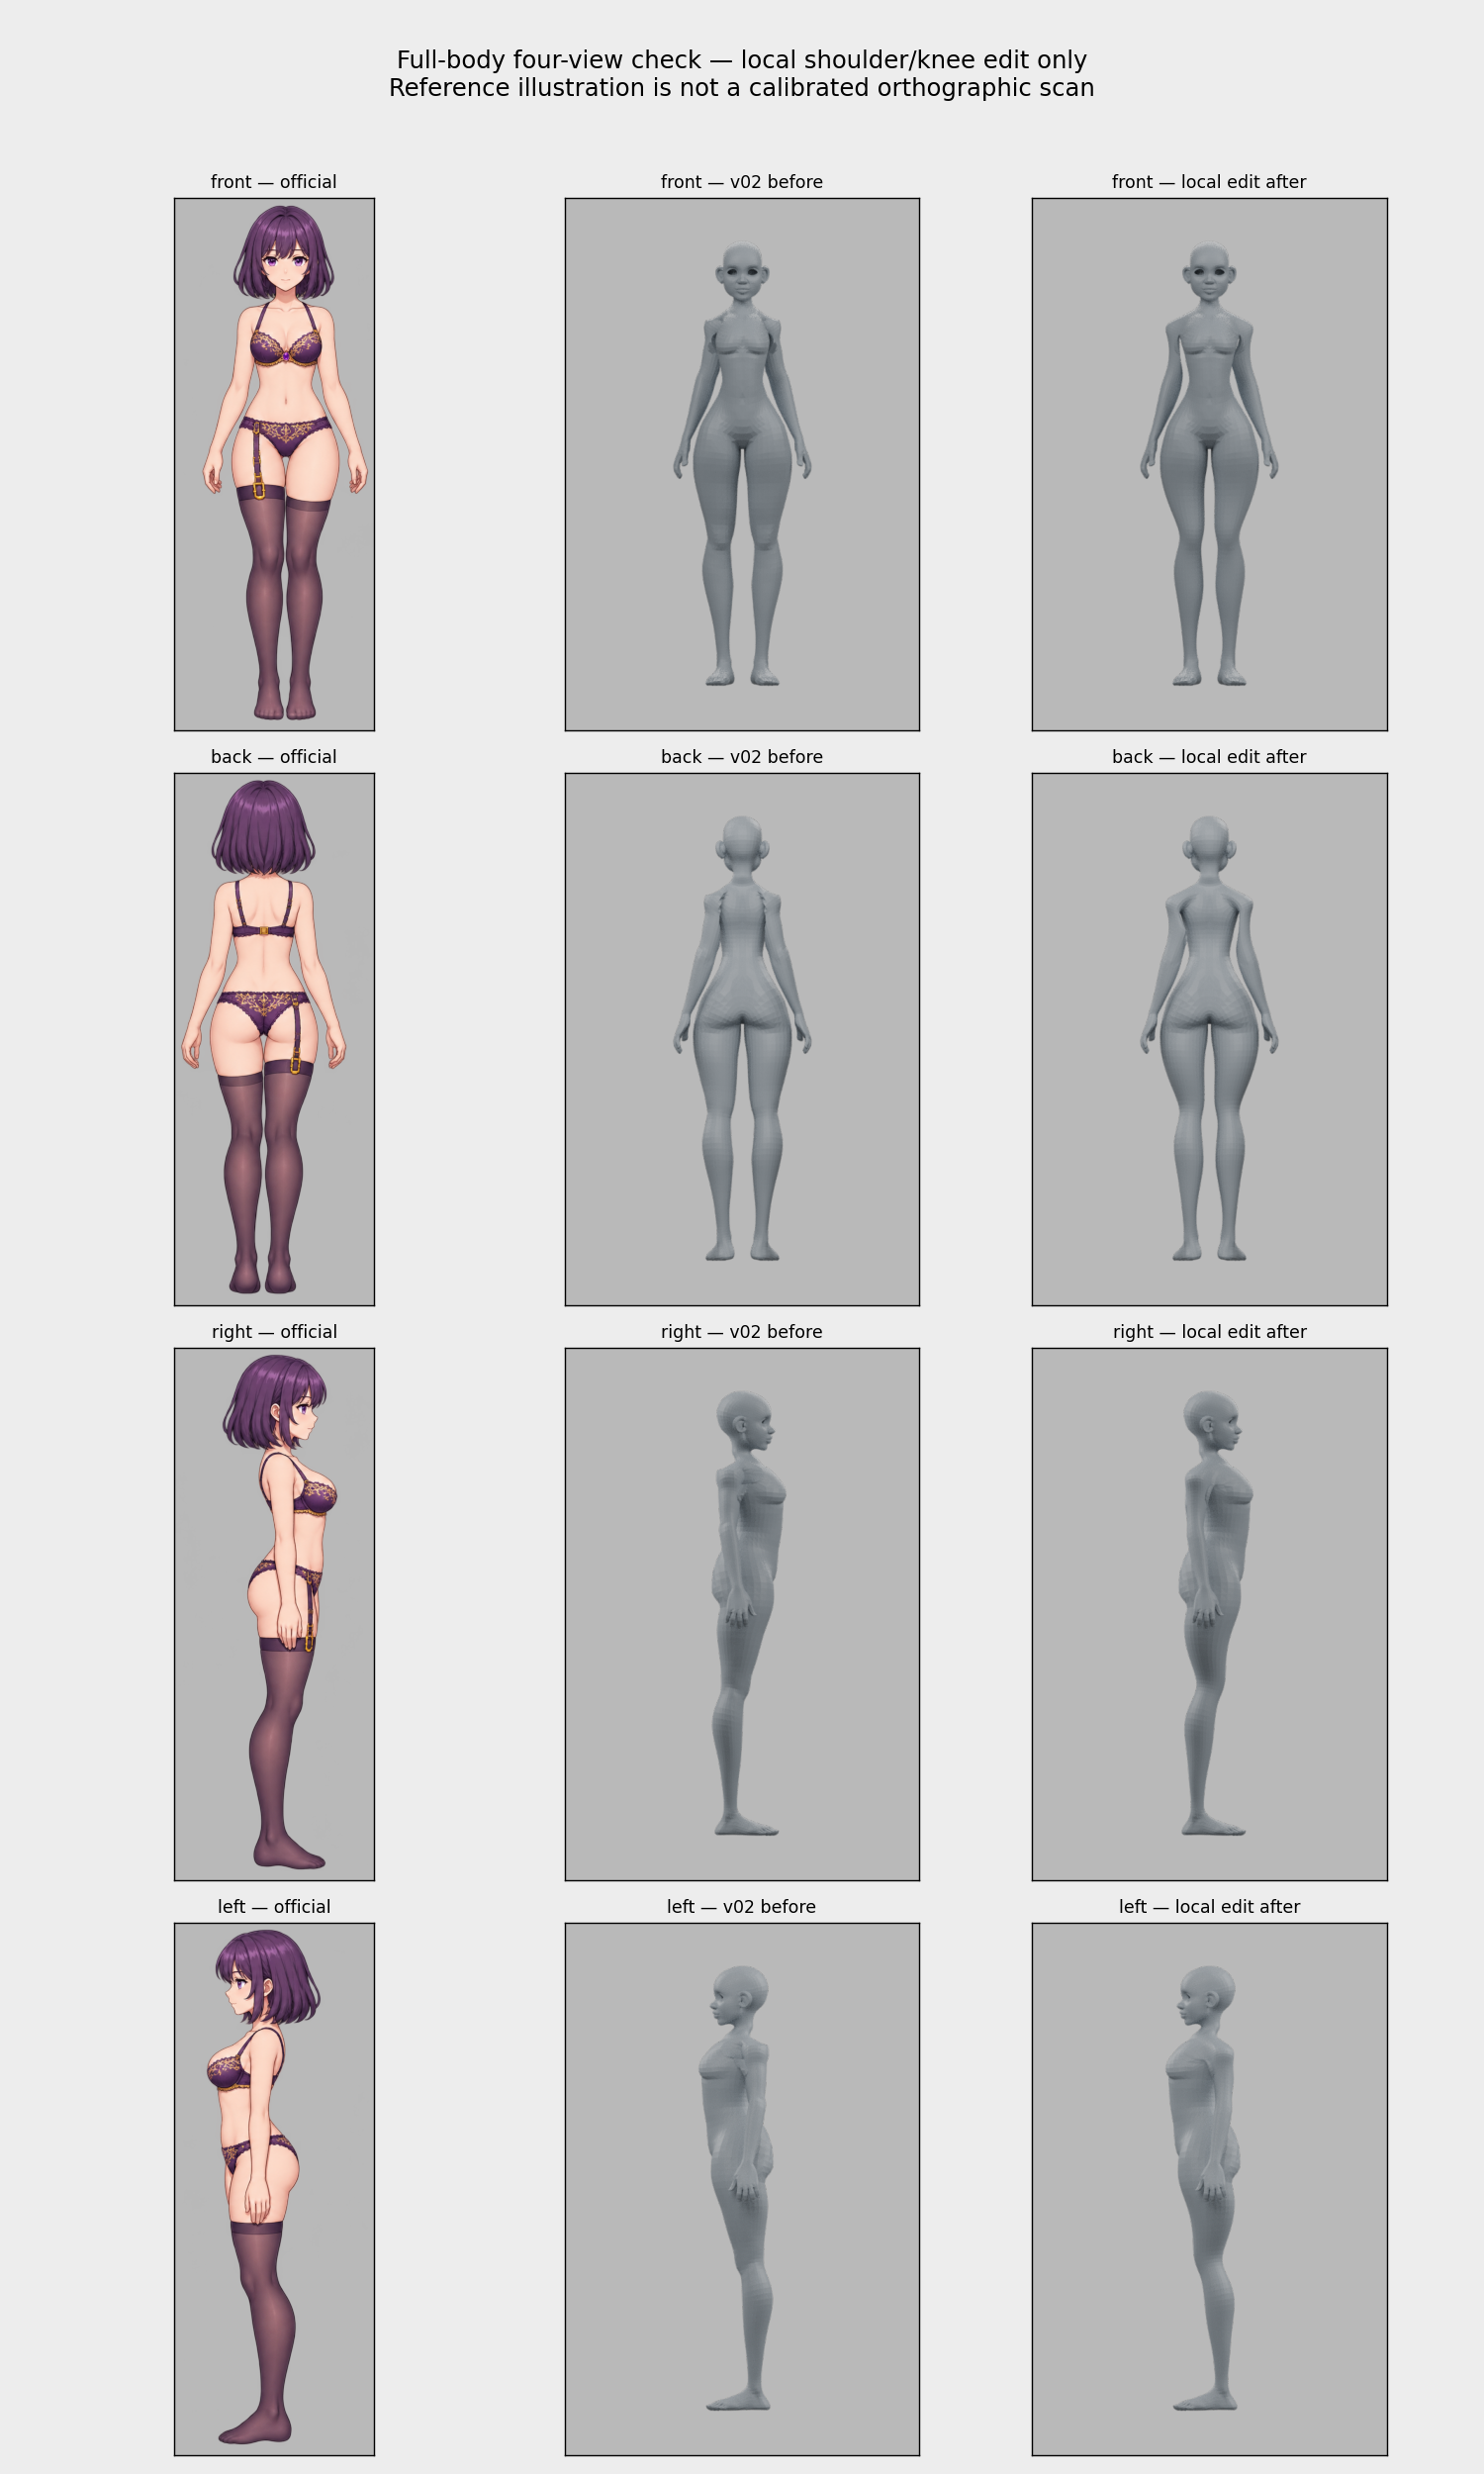 Full-body four-view check — local shoulder/knee edit only
Reference illustration is not a calibrated orthographic scan
front — official
front — v02 before
front — local edit after
back — official
back — v02 before
back — local edit after
right — official
right — v02 before
right — local edit after
left — official
left — v02 before
left — local edit after